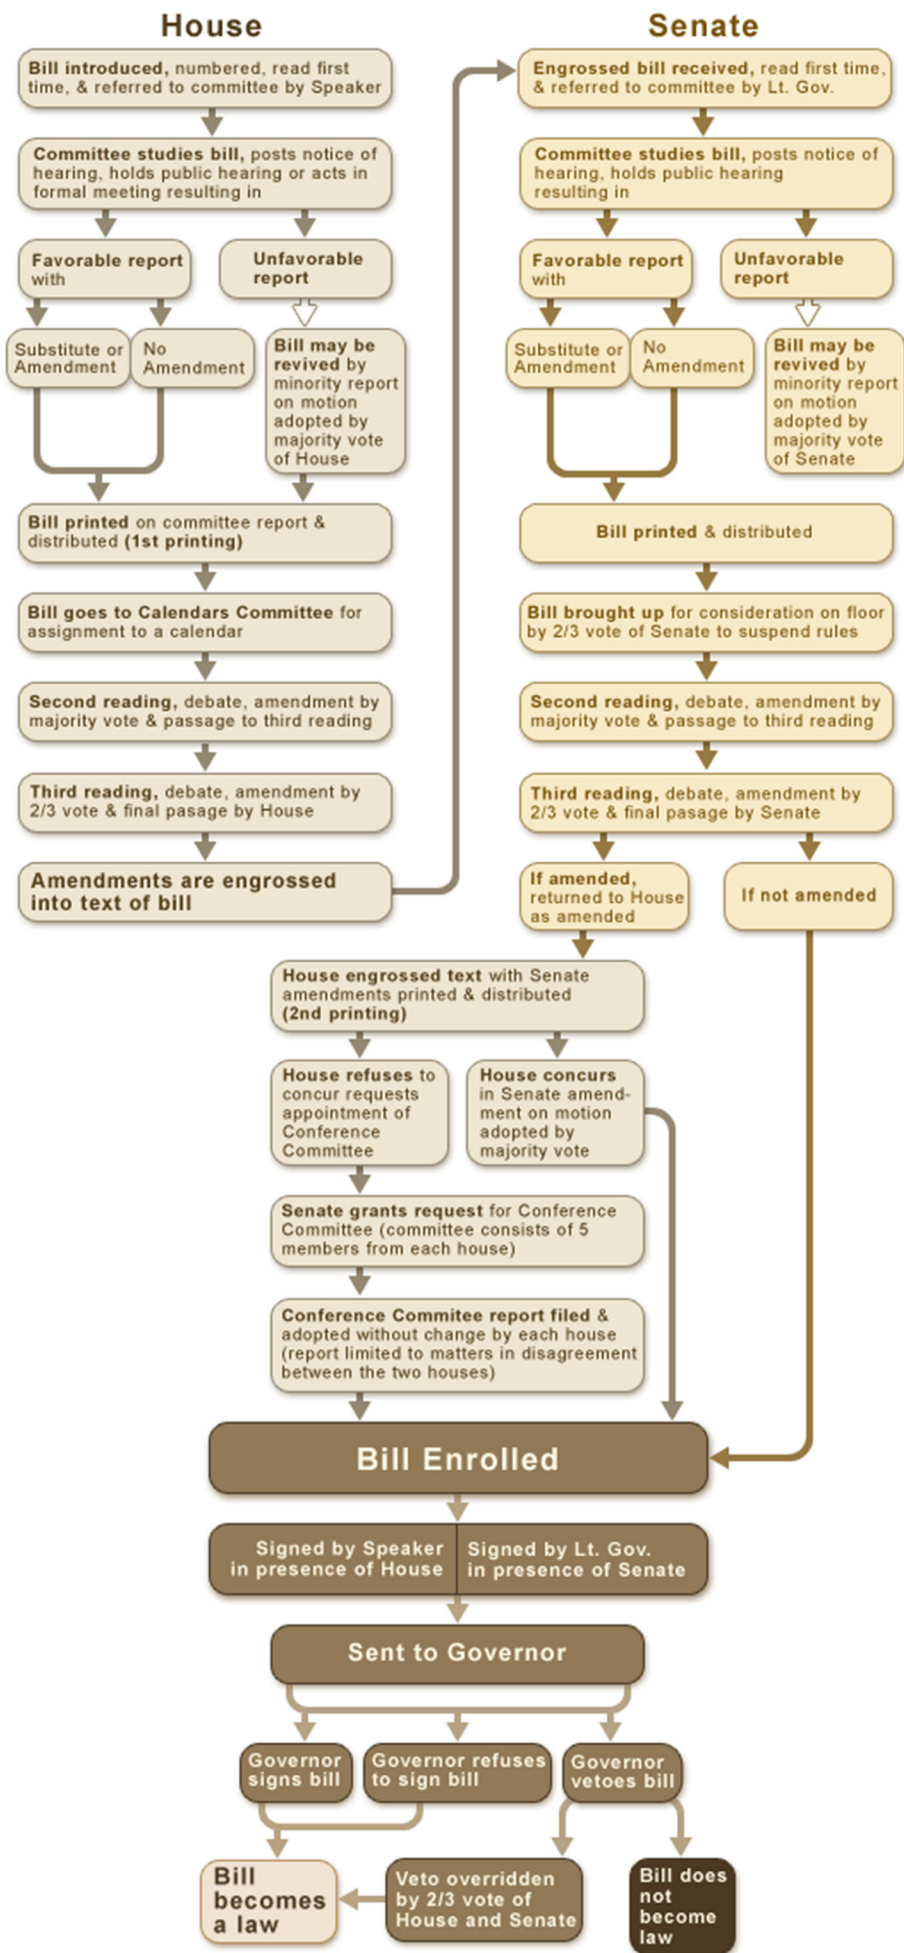 House
Bill introduced, numbered, read first
time, & referred to committee by Speaker
Committee studies bill, posts notice of
hearing, holds public hearing or acts in
formal meeting resulting in
Favorable report
with
Unfavorable
report
Substitute or
Amendment
No
Amendment
Bill may be
revived by
minority report
on motion
adopted by
majority vote
of House
Bill printed on committee report &
distributed (1st printing)
Bill goes to Calendars Committee for
assignment to a calendar
Second reading, debate, amendment by
majority vote & passage to third reading
Third reading, debate, amendment by
2/3 vote & final pasage by House
Amendments are engrossed
into text of bill
Senate
Engrossed bill received, read first time,
& referred to committee by Lt. Gov.
Committee studies bill, posts notice of
hearing, holds public hearing
resulting in
Favorable report
with
Unfavorable
report
Substitute or
Amendment
No
Amendment
Bill may be
revived by
minority report
on motion
adopted by
majority vote
of Senate
Bill printed & distributed
Bill brought up for consideration on floor
by 2/3 vote of Senate to suspend rules
Second reading, debate, amendment by
majority vote & passage to third reading
Third reading, debate, amendment by
2/3 vote & final pasage by Senate
If amended,
returned to House
as amended
If not amended
House engrossed text with Senate
amendments printed & distributed
(2nd printing)
House refuses to
concur requests
appointment of
Conference
Committee
House concurs
in Senate amend-
ment on motion
adopted by
majority vote
Senate grants request for Conference
Committee (committee consists of 5
members from each house)
Conference Commitee report filed &
adopted without change by each house
(report limited to matters in disagreement
between the two houses)
Bill Enrolled
Signed by Speaker
in presence of House
Signed by Lt. Gov.
in presence of Senate
Sent to Governor
Governor
signs bill
Governor refuses
to sign bill
Governor
vetoes bill
Bill
becomes
a law
Veto overridden
by 2/3 vote of
House and Senate
Bill does
not
become
law